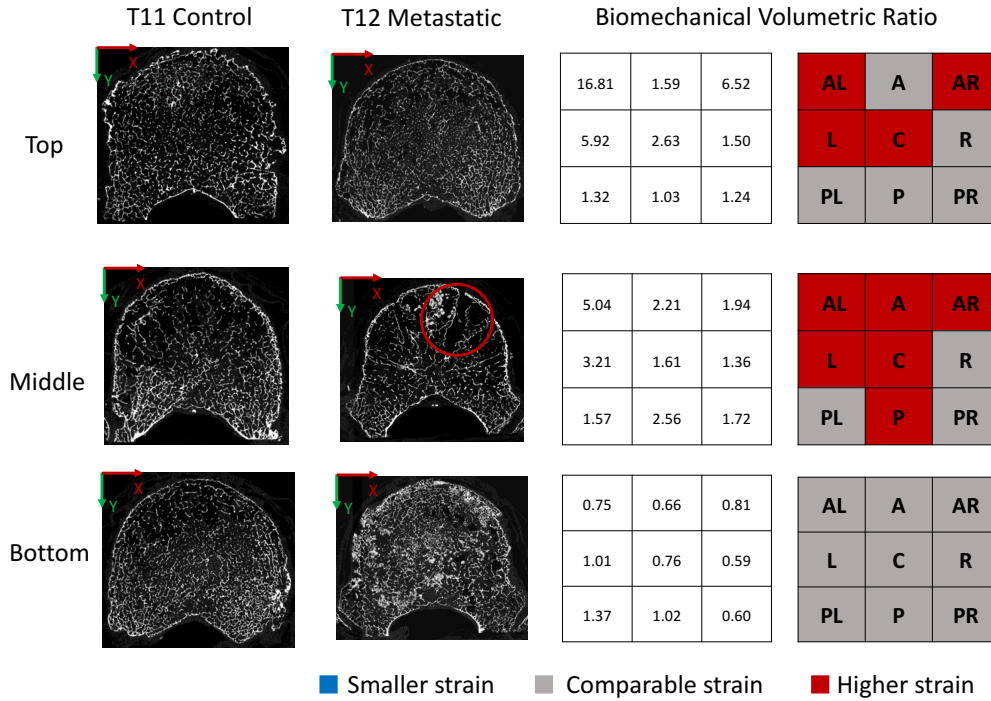 T11 Control T12 Metastatic Biomechanical Volumetric Ratio
Top
X
Y
X
Y
16.81 1.59 6.52
5.92 2.63 1.50
1.32 1.03 1.24
AL A AR
L C R
PL P PR
Middle
X
Y
X
Y
5.04 2.21 1.94
3.21 1.61 1.36
1.57 2.56 1.72
AL A AR
L C R
PL P PR
Bottom
X
Y
X
Y
0.75 0.66 0.81
1.01 0.76 0.59
1.37 1.02 0.60
AL A AR
L C R
PL P PR
Smaller strain Comparable strain Higher strain